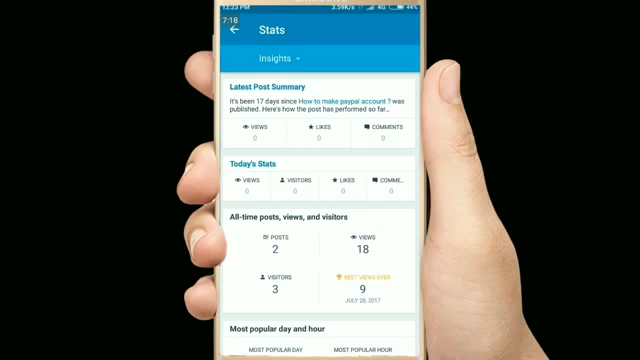 12:23 PM 3.59K/s 4G 44%
7:18
Stats
Insights
Latest Post Summary
It's been 17 days since How to make paypal account ? was
published. Here's how the post has performed so far...
VIEWS LIKES COMMENTS
0 0 0
Today's Stats
VIEWS VISITORS LIKES COMME...
0 0 0 0
All-time posts, views, and visitors
POSTS VIEWS
2 18
VISITORS BEST VIEWS EVER
3 9
JULY 28, 2017
Most popular day and hour
MOST POPULAR DAY MOST POPULAR HOUR